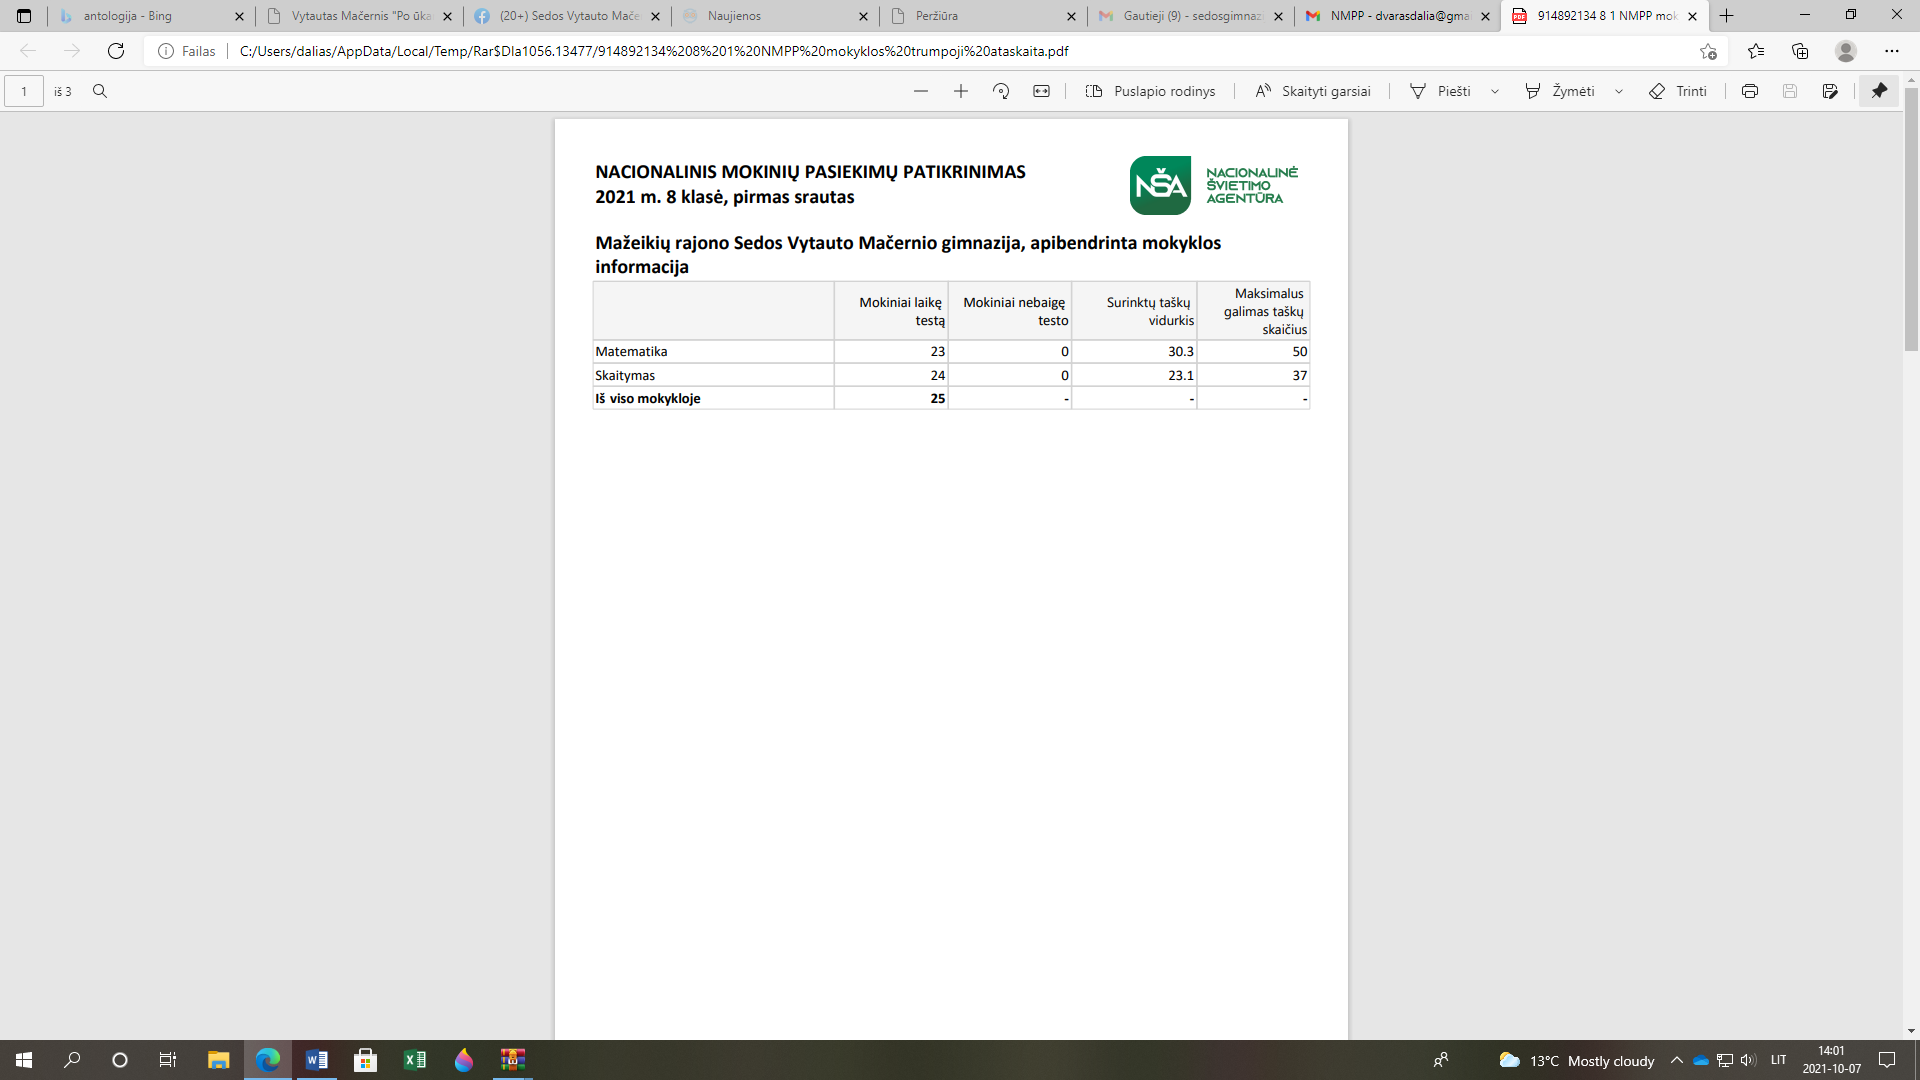 antologija - Bing
Vytautas Mačernis "Po ūka
(20+) Sedos Vytauto Mače
Naujienos
Peržiūra
Gautieji (9) - sedosgimnazi
NMPP - dvarasdalia@gma
914892134 8 1 NMPP mok
Failas
C:/Users/dalias/AppData/Local/Temp/Rar$DIa1056.13477/914892134%208%201%20NMPP%20mokyklos%20trumpoji%20ataskaita.pdf
1 iš 3
Puslapio rodinys
Skaityti garsiai
Piešti
Žymėti
Trinti
NACIONALINIS MOKINIŲ PASIEKIMŲ PATIKRINIMAS
2021 m. 8 klasė, pirmas srautas
NŠA
NACIONALINĖ
ŠVIETIMO
AGENTŪRA
Mažeikių rajono Sedos Vytauto Mačernio gimnazija, apibendrinta mokyklos
informacija
Mokiniai laikę
testą
Mokiniai nebaigę
testo
Surinktų taškų
vidurkis
Maksimalus
galimas taškų
skaičius
Matematika 23 0 30.3 50
Skaitymas 24 0 23.1 37
Iš viso mokykloje 25 - - -
13°C Mostly cloudy
LIT
14:01
2021-10-07